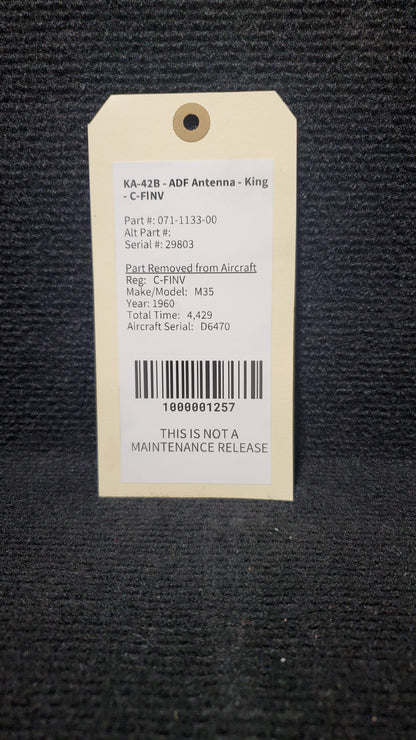 KA-42B - ADF Antenna - King
- C-FINV
Part #: 071-1133-00
Alt Part #:
Serial #: 29803
Part Removed from Aircraft
Reg: C-FINV
Make/Model: M35
Year: 1960
Total Time: 4,429
Aircraft Serial: D6470
1000001257
THIS IS NOT A
MAINTENANCE RELEASE